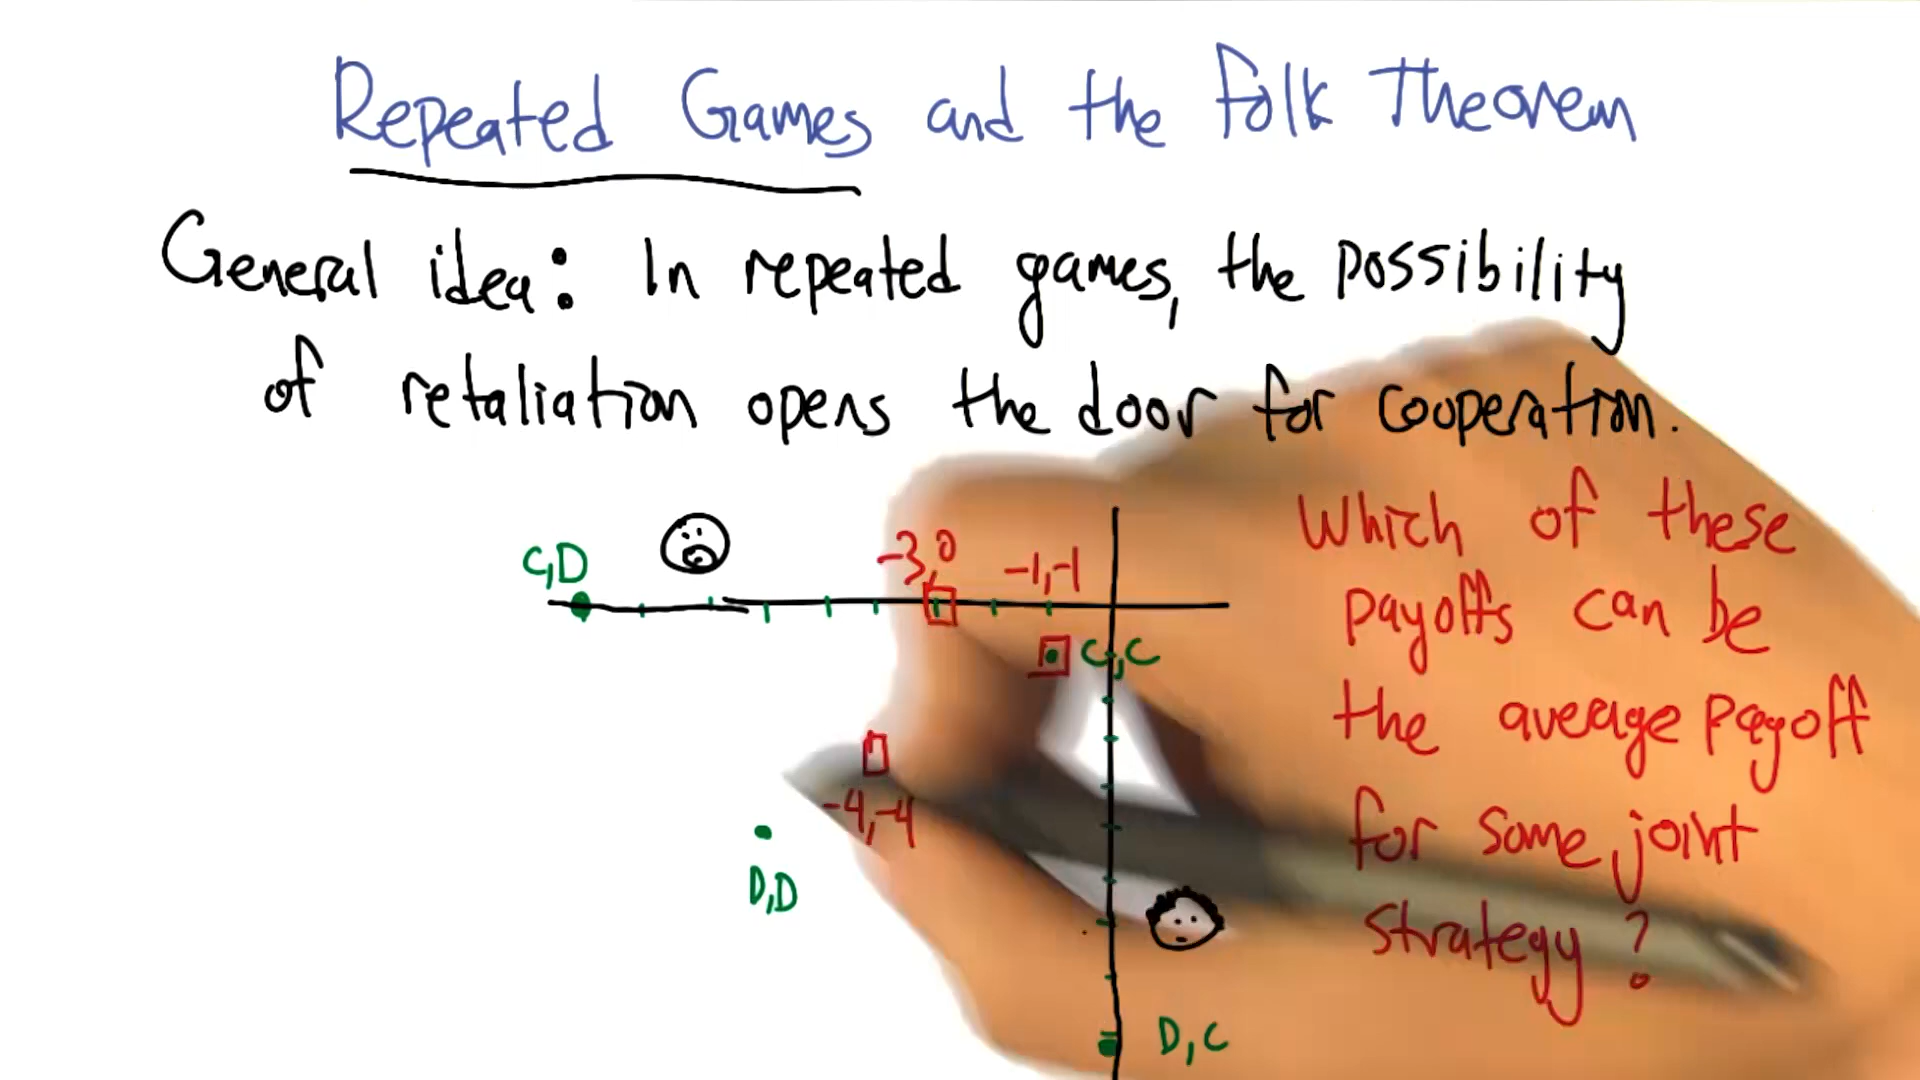 Repeated Games and the Folk Theorem
General idea: In repeated games, the possibility
of retaliation opens the door for cooperation.
C,D
-3,0
-1,-1
C,C
-4,-4
D,D
D,C
Which of these
payoffs can be
the average payoff
for some joint
strategy?